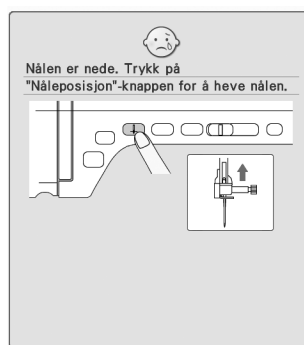 Nålen er nede. Trykk på
"Nåleposisjon"-knappen for å heve nålen.